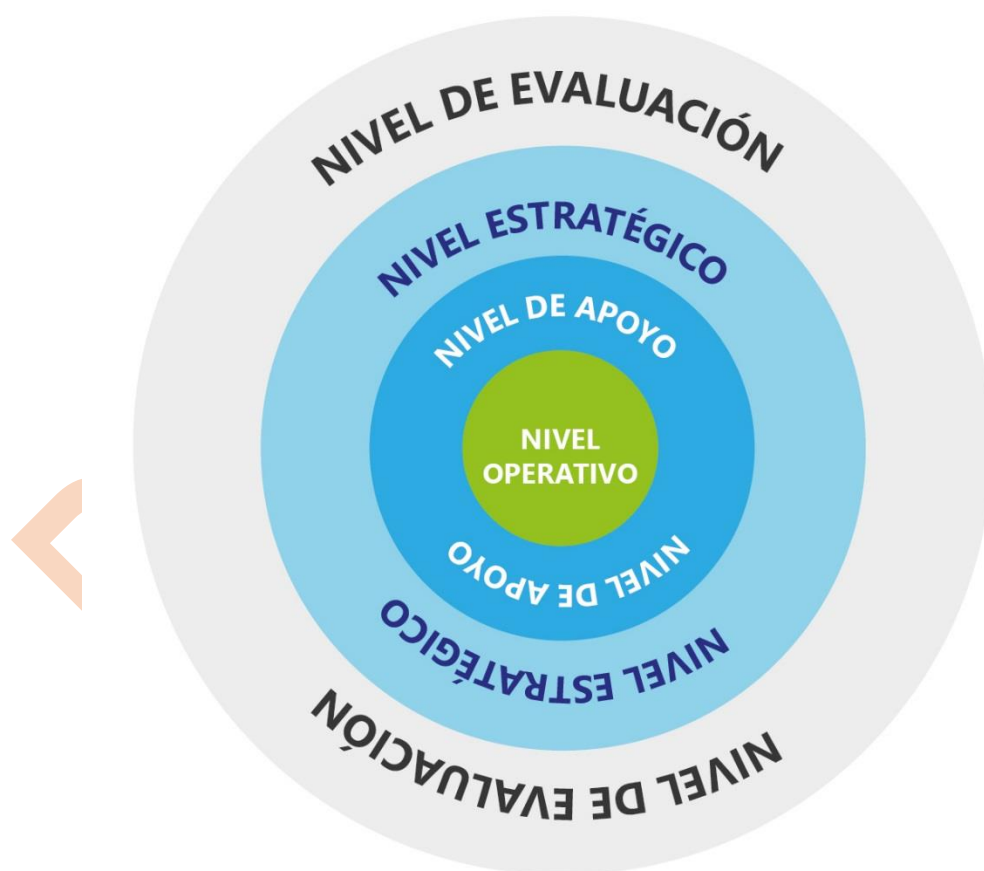 NIVEL DE EVALUACIÓN
NIVEL ESTRATÉGICO
NIVEL DE APOYO
NIVEL
OPERATIVO
NIVEL DE APOYO
NIVEL ESTRATÉGICO
NIVEL DE EVALUACIÓN